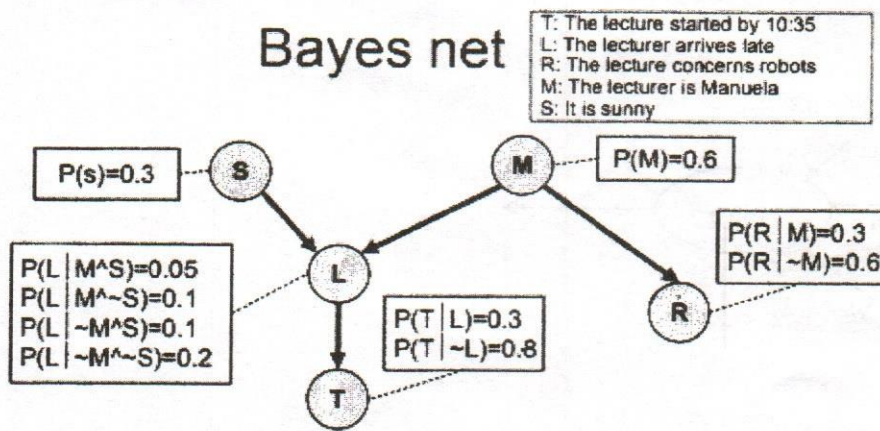 Bayes net
T: The lecture started by 10:35
L: The lecturer arrives late
R: The lecture concerns robots
M: The lecturer is Manuela
S: It is sunny
P(s)=0.3
S
M
P(M)=0.6
P(L|M^S)=0.05
P(L|M^~S)=0.1
P(L|~M^S)=0.1
P(L|~M^~S)=0.2
L
P(T|L)=0.3
P(T|~L)=0.8
P(R|M)=0.3
P(R|~M)=0.6
R
T